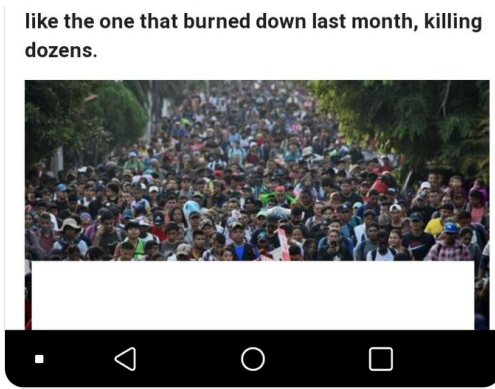 like the one that burned down last month, killing
dozens.